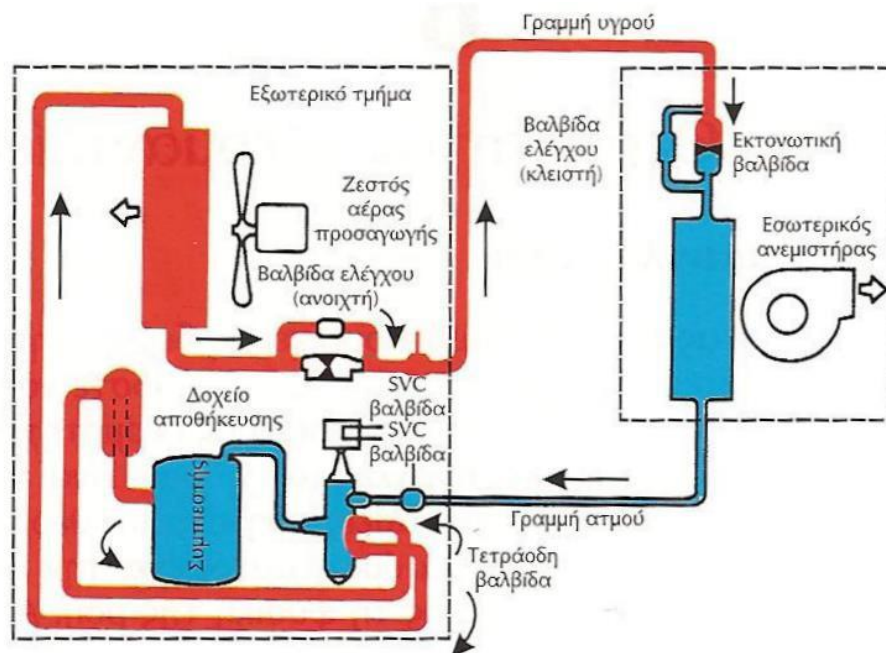 Γραμμή υγρού
Εξωτερικό τμήμα
Βαλβίδα
ελέγχου
(κλειστή)
Εκτονωτική
βαλβίδα
Ζεστός
αέρας
προσαγωγής
Εσωτερικός
ανεμιστήρας
Βαλβίδα ελέγχου
(ανοιχτή)
SVC
βαλβίδα
Δοχείο
αποθήκευσης
SVC
βαλβίδα
Συμπιεστής
Γραμμή ατμού
Τετράοδη
βαλβίδα